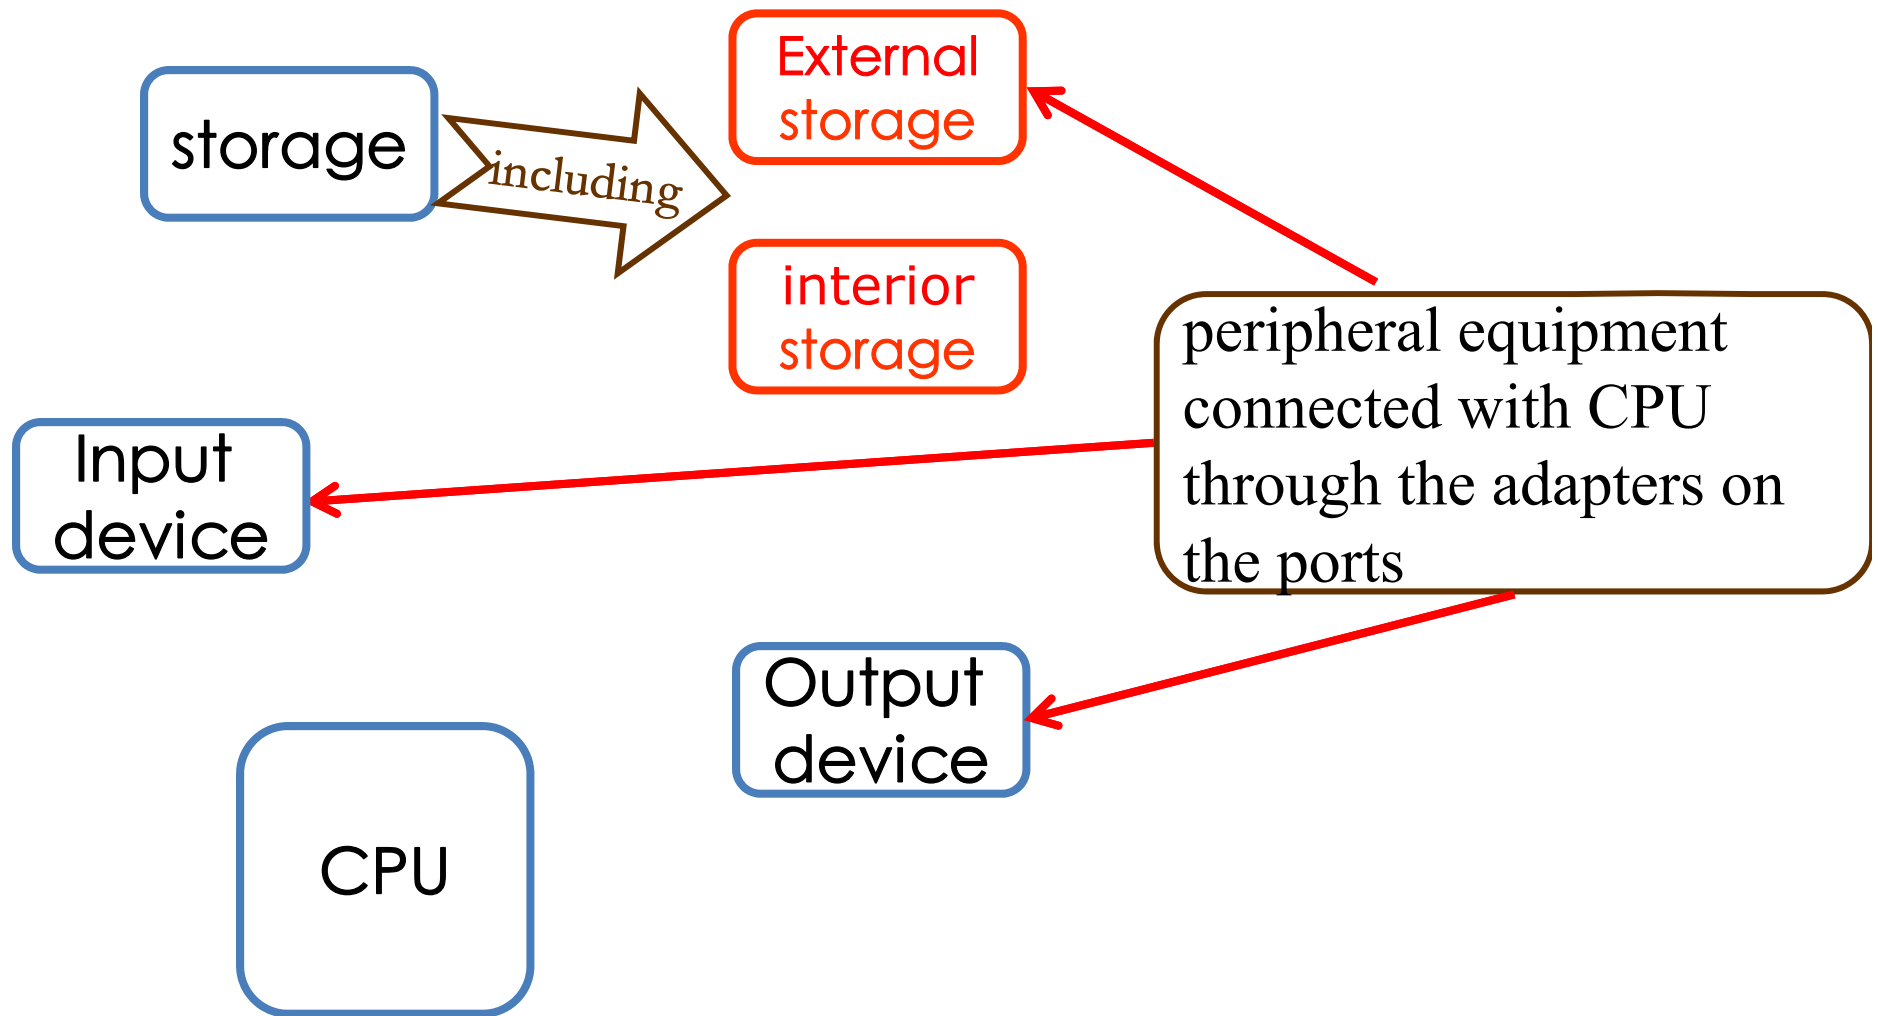 External
storage
storage
including
interior
storage
peripheral equipment
connected with CPU
through the adapters on
the ports
Input
device
Output
device
CPU